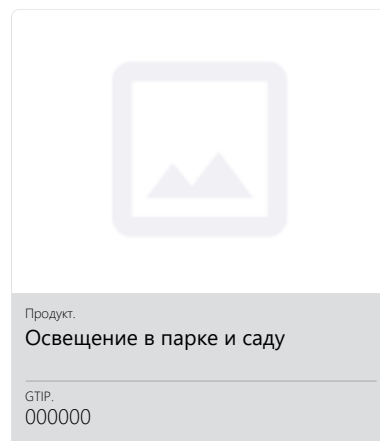 Продукт.
Освещение в парке и саду
GTIP.
000000